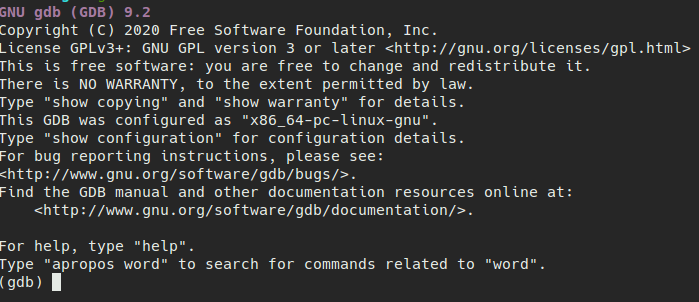 GNU gdb (GDB) 9.2
Copyright (C) 2020 Free Software Foundation, Inc.
License GPLv3+: GNU GPL version 3 or later <http://gnu.org/licenses/gpl.html>
This is free software: you are free to change and redistribute it.
There is NO WARRANTY, to the extent permitted by law.
Type "show copying" and "show warranty" for details.
This GDB was configured as "x86_64-pc-linux-gnu".
Type "show configuration" for configuration details.
For bug reporting instructions, please see:
<http://www.gnu.org/software/gdb/bugs/>.
Find the GDB manual and other documentation resources online at:
    <http://www.gnu.org/software/gdb/documentation/>.

For help, type "help".
Type "apropos word" to search for commands related to "word".
(gdb)